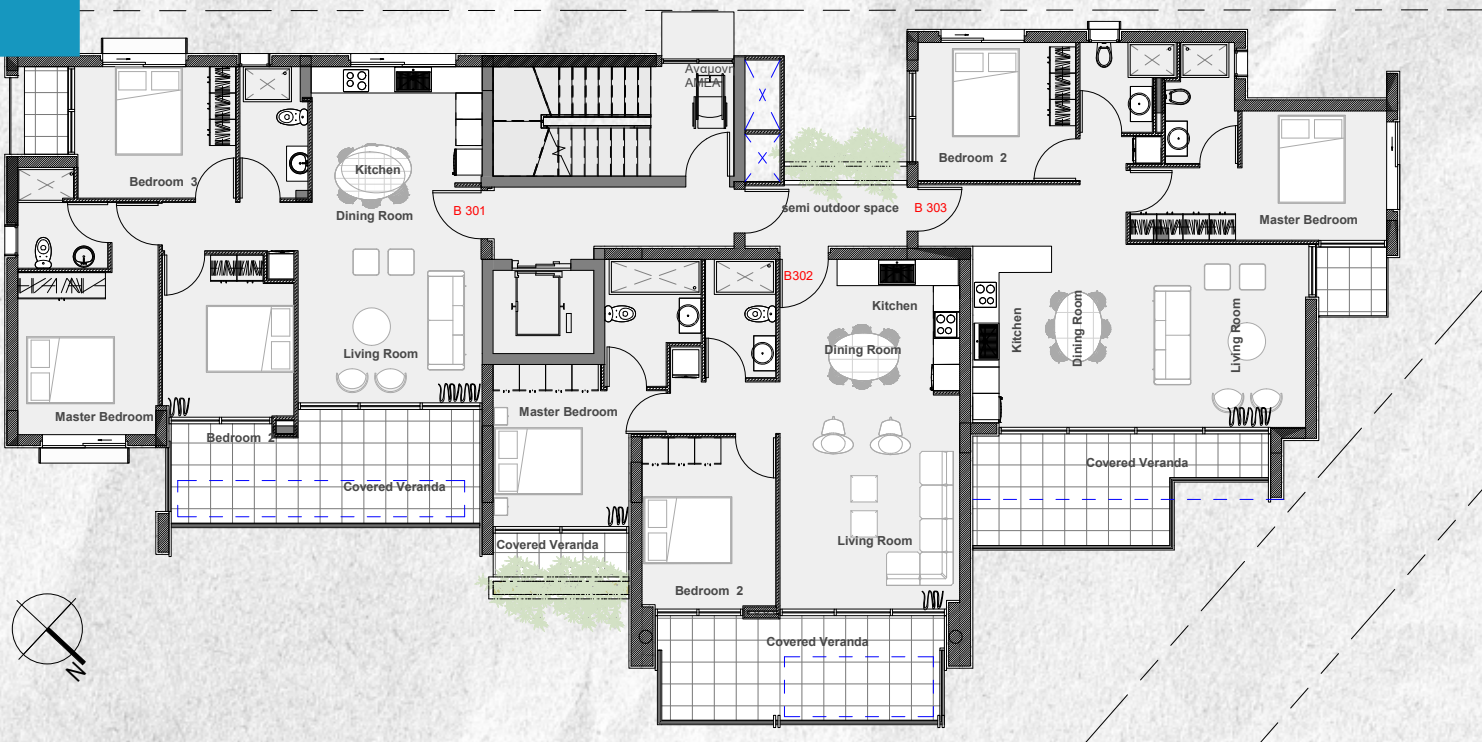 Αναμονή
ΑΜΕΑ
Bedroom 3
Kitchen
Dining Room
B 301
semi outdoor space
B 303
Bedroom 2
Master Bedroom
B302
Kitchen
Dining Room
Living Room
Kitchen
Dining Room
Living Room
Master Bedroom
Bedroom 2
Covered Veranda
Master Bedroom
Covered Veranda
Bedroom 2
Living Room
Covered Veranda
Covered Veranda
N